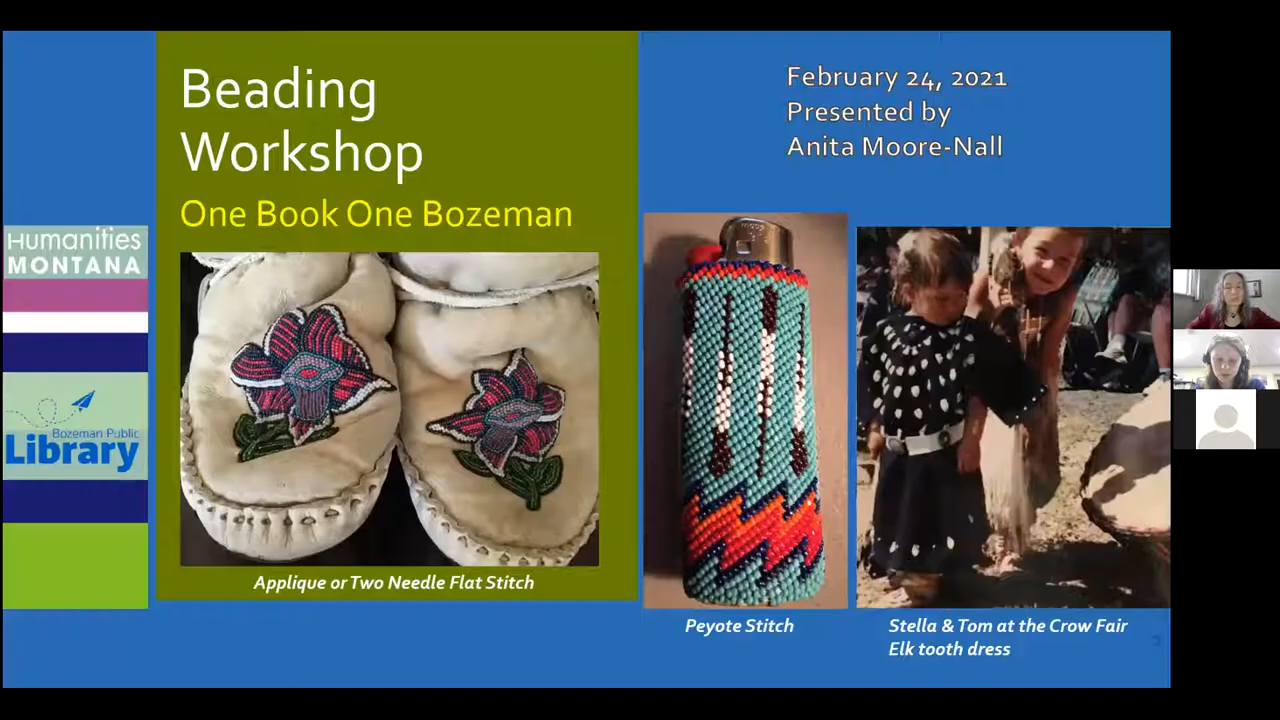 Beading
Workshop
One Book One Bozeman
February 24, 2021
Presented by
Anita Moore-Nall
Humanities
MONTANA
Bozeman Public
Library
Applique or Two Needle Flat Stitch
Peyote Stitch
Stella & Tom at the Crow Fair
Elk tooth dress